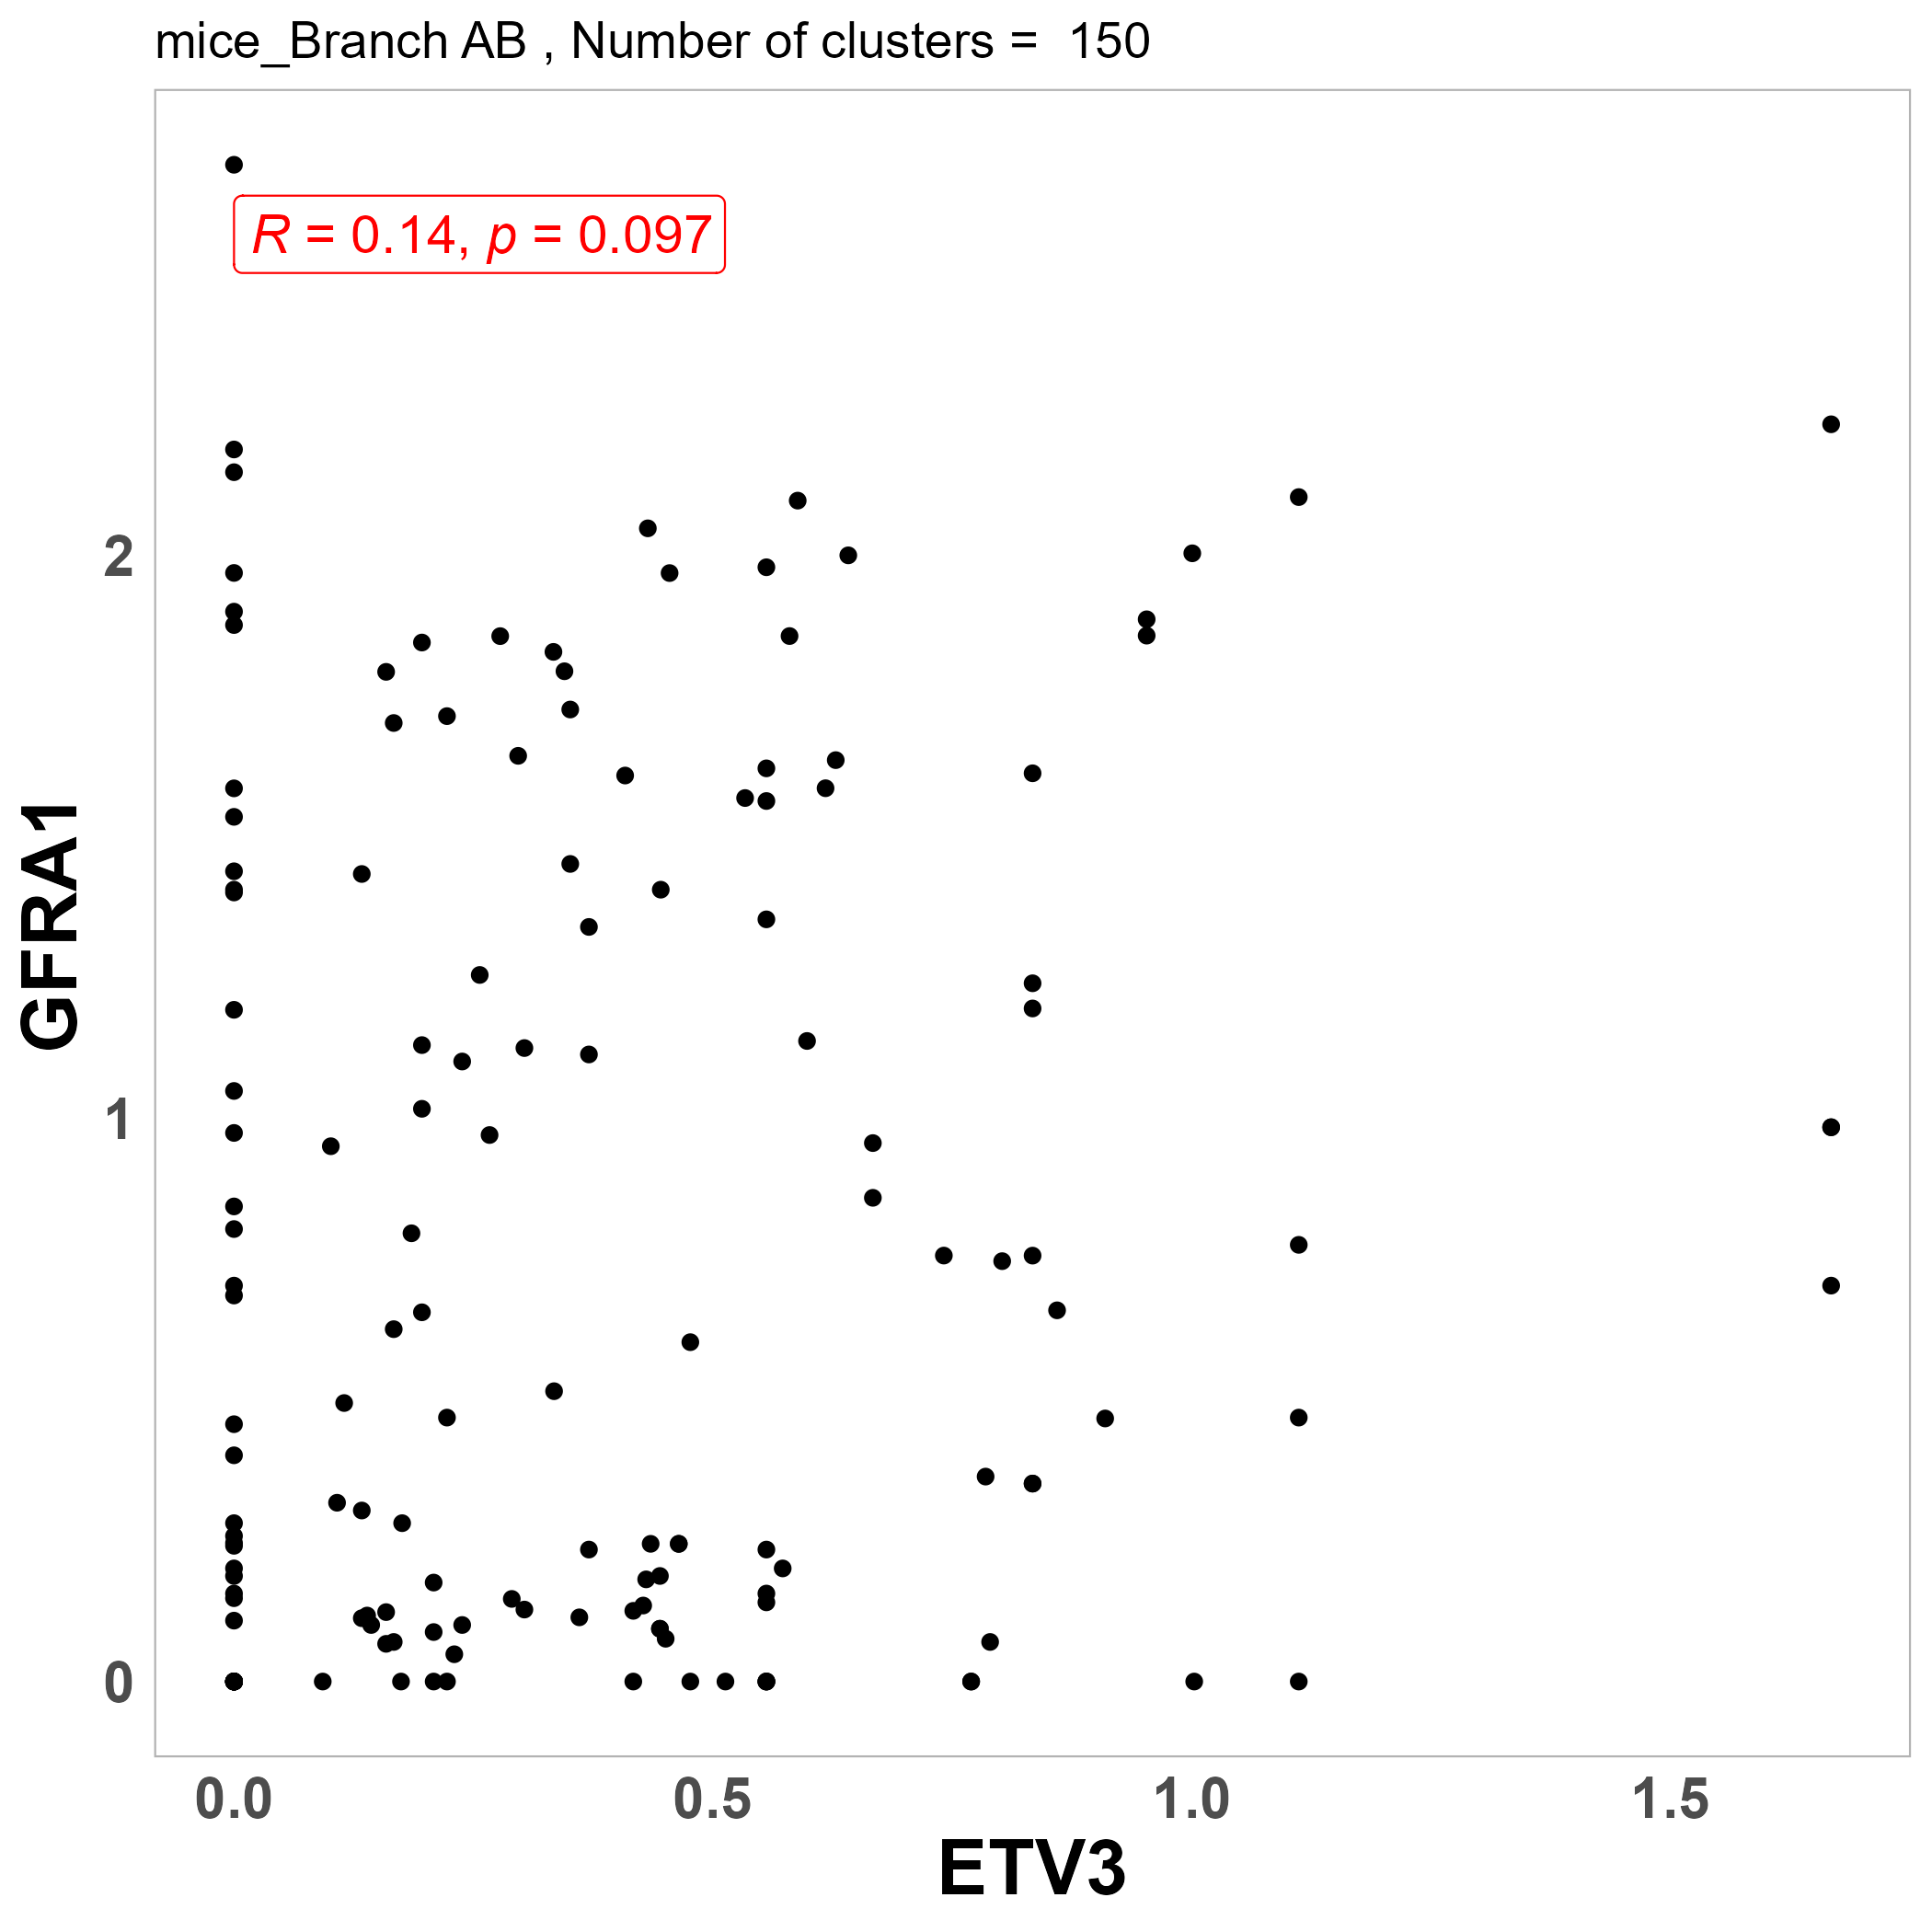 mice_Branch AB , Number of clusters =  150
R = 0.14, p = 0.097
GFRA1
2
1
0
0.0 0.5 1.0 1.5
ETV3